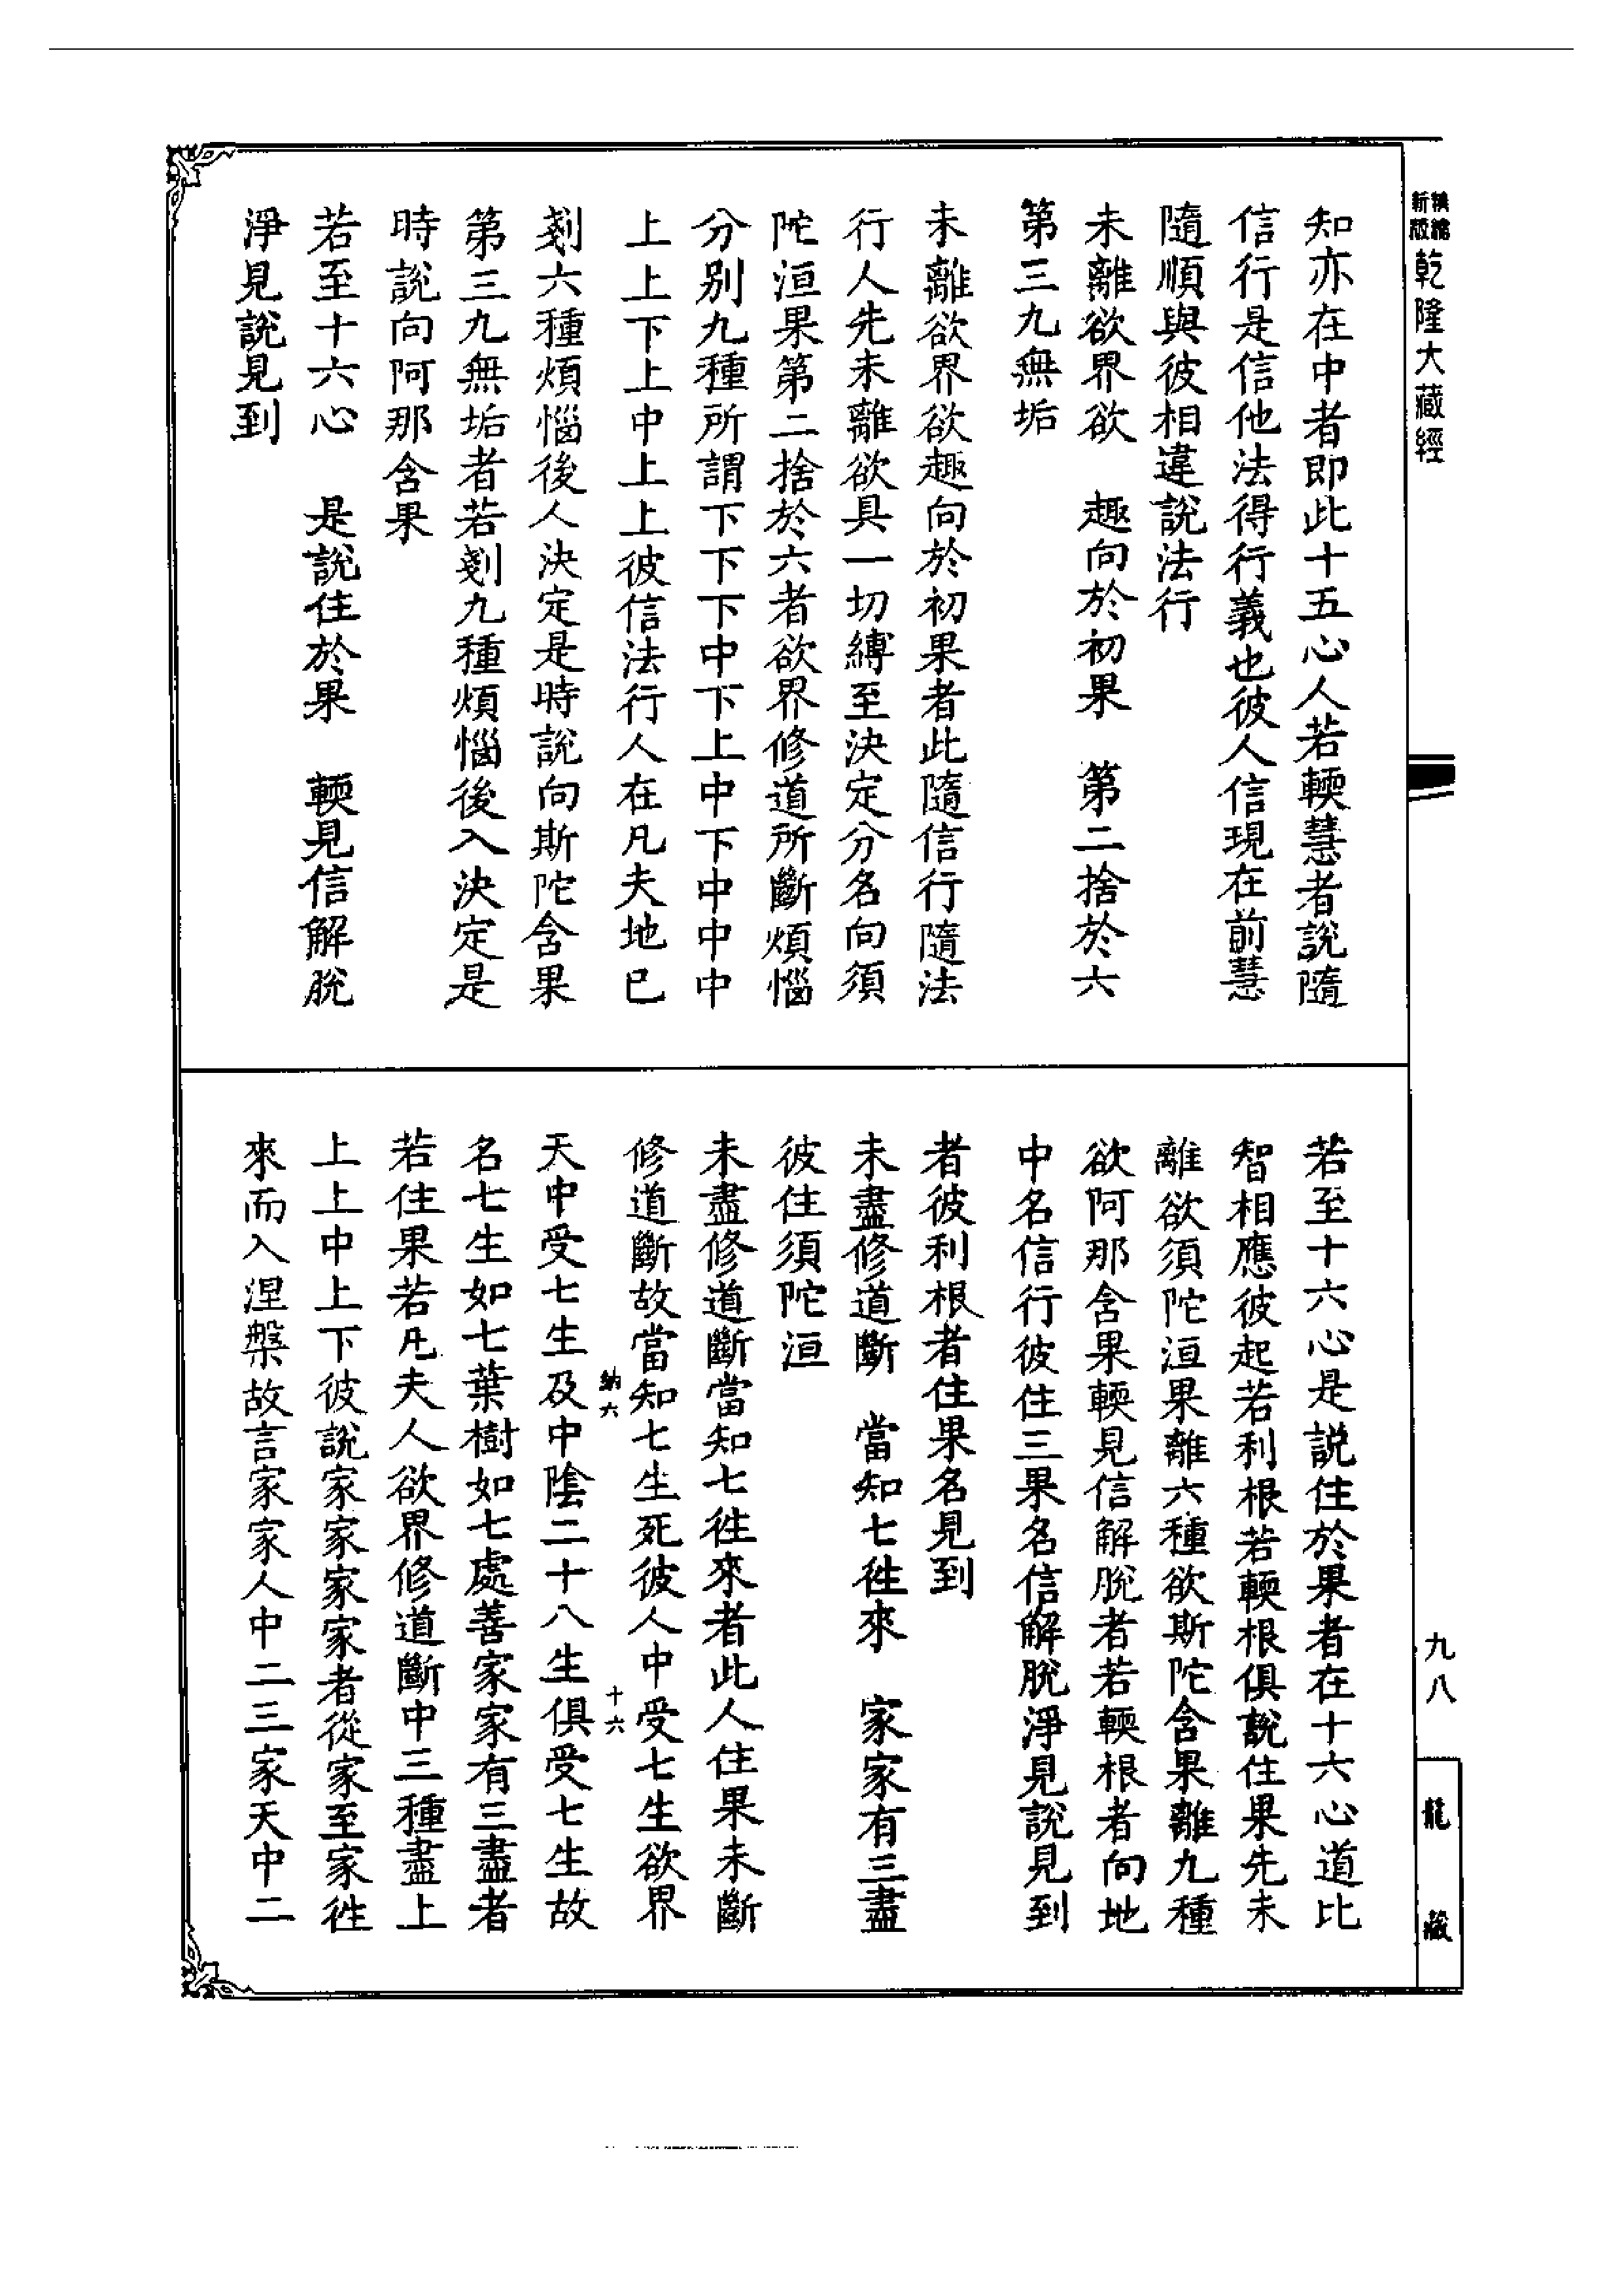 新版
精縮
乾隆大藏經
知亦在中者即此十五心人若輭慧者說隨
信行是信他法得行義也彼人信現在前慧
隨順與彼相違說法行
未離欲界欲　趣向於初果　第二捨於六
第三九無垢
未離欲界欲趣向於初果者此隨信行隨法
行人先未離欲具一切縛至決定分名向須
陀洹果第二捨於六者欲界修道所斷煩惱
分別九種所謂下下下中下上中下中中中
上上下上中上上彼信法行人在凡夫地已
剗六種煩惱後人決定是時說向斯陀含果
第三九無垢者若剗九種煩惱後入決定是
時說向阿那含果
若至十六心　是說住於果　輭見信解脫
淨見說見到
若至十六心是說住於果者在十六心道比
智相應彼起若利根若輭根俱說住果先未
離欲須陀洹果離六種欲斯陀含果離九種
欲阿那含果輭見信解脫者若輭根者向地
中名信行彼住三果名信解脫淨見說見到
者彼利根者住果名見到
未盡修道斷　當知七徃來　家家有三盡
彼住須陀洹
未盡修道斷當知七徃來者此人住果未斷
修道斷故當知七生死彼人中受七生欲界
納六　十六
天中受七生及中陰二十八生俱受七生故
名七生如七葉樹如七處善家家有三盡者
若住果若凡夫人欲界修道斷中三種盡上
上上中上下彼說家家家家者從家至家徃
來而入涅槃故言家家人中二三家天中二
九八
龍藏